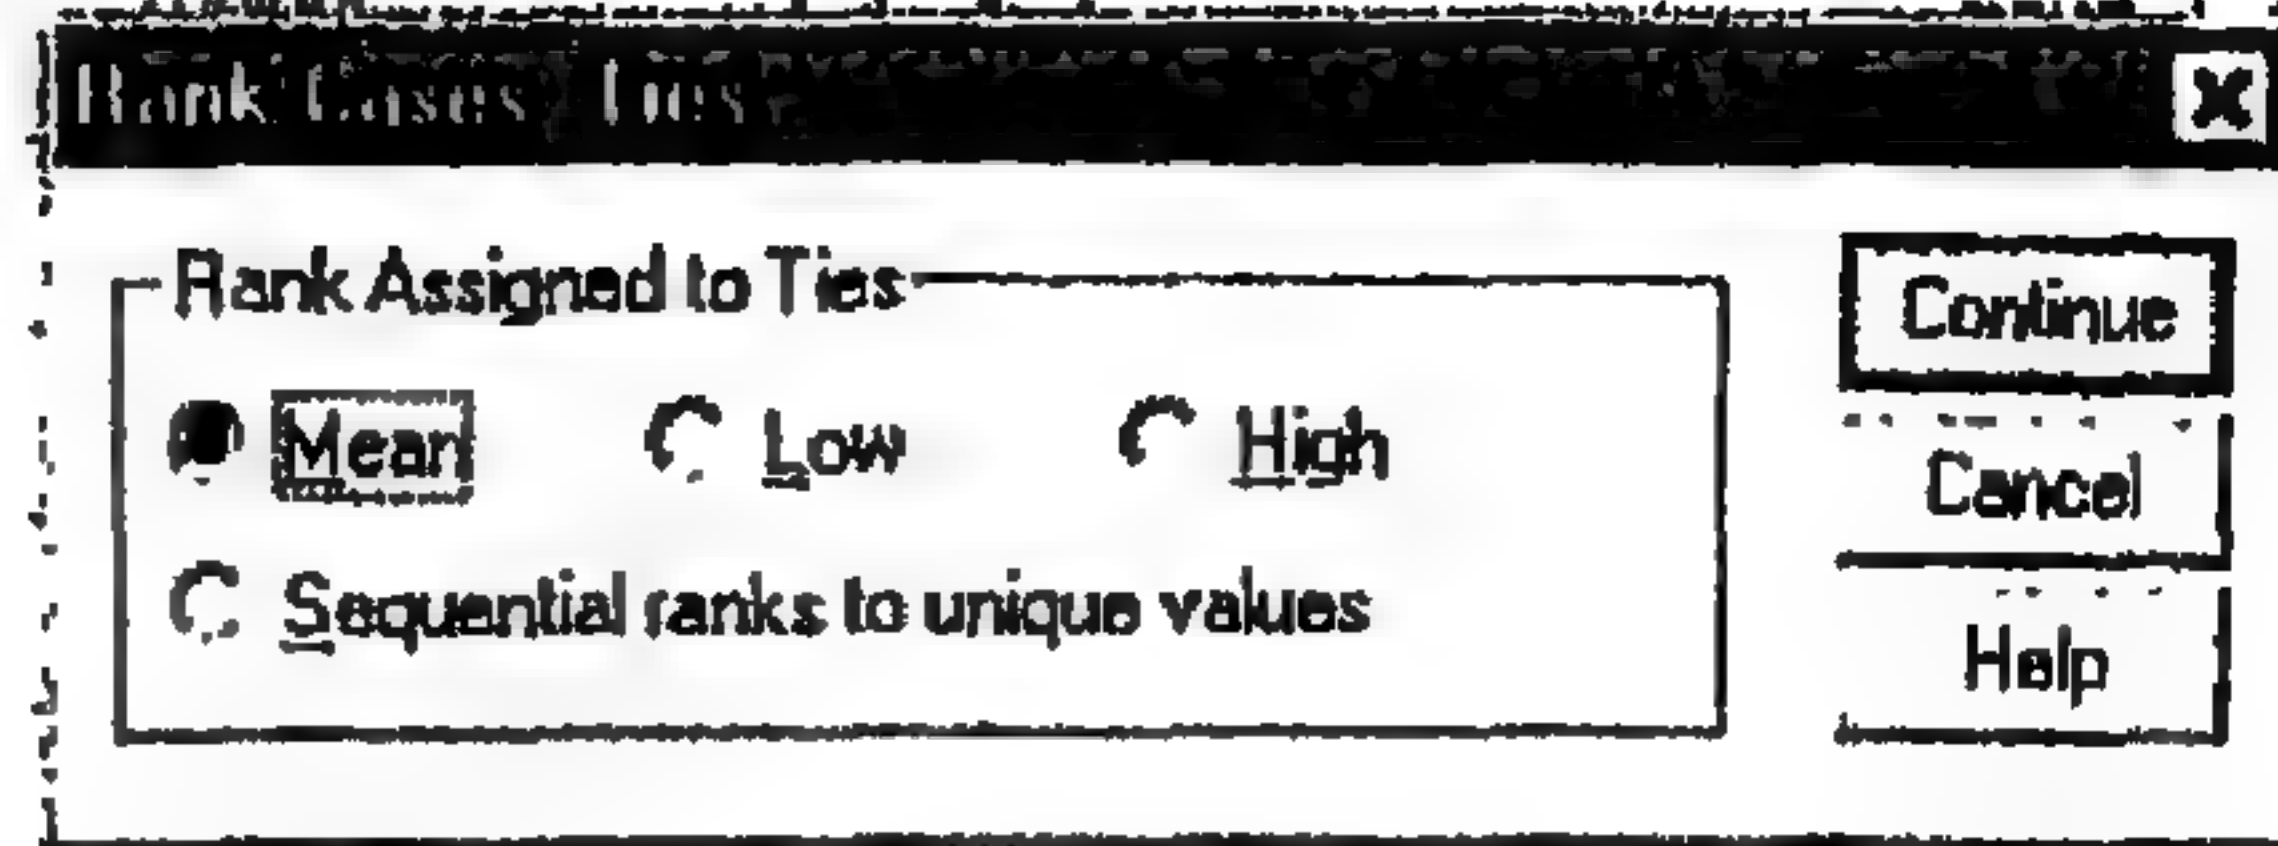 Rank Cases: Ties
Rank Assigned to Ties
Mean Low High
Sequential ranks to unique values
Continue
Cancel
Help